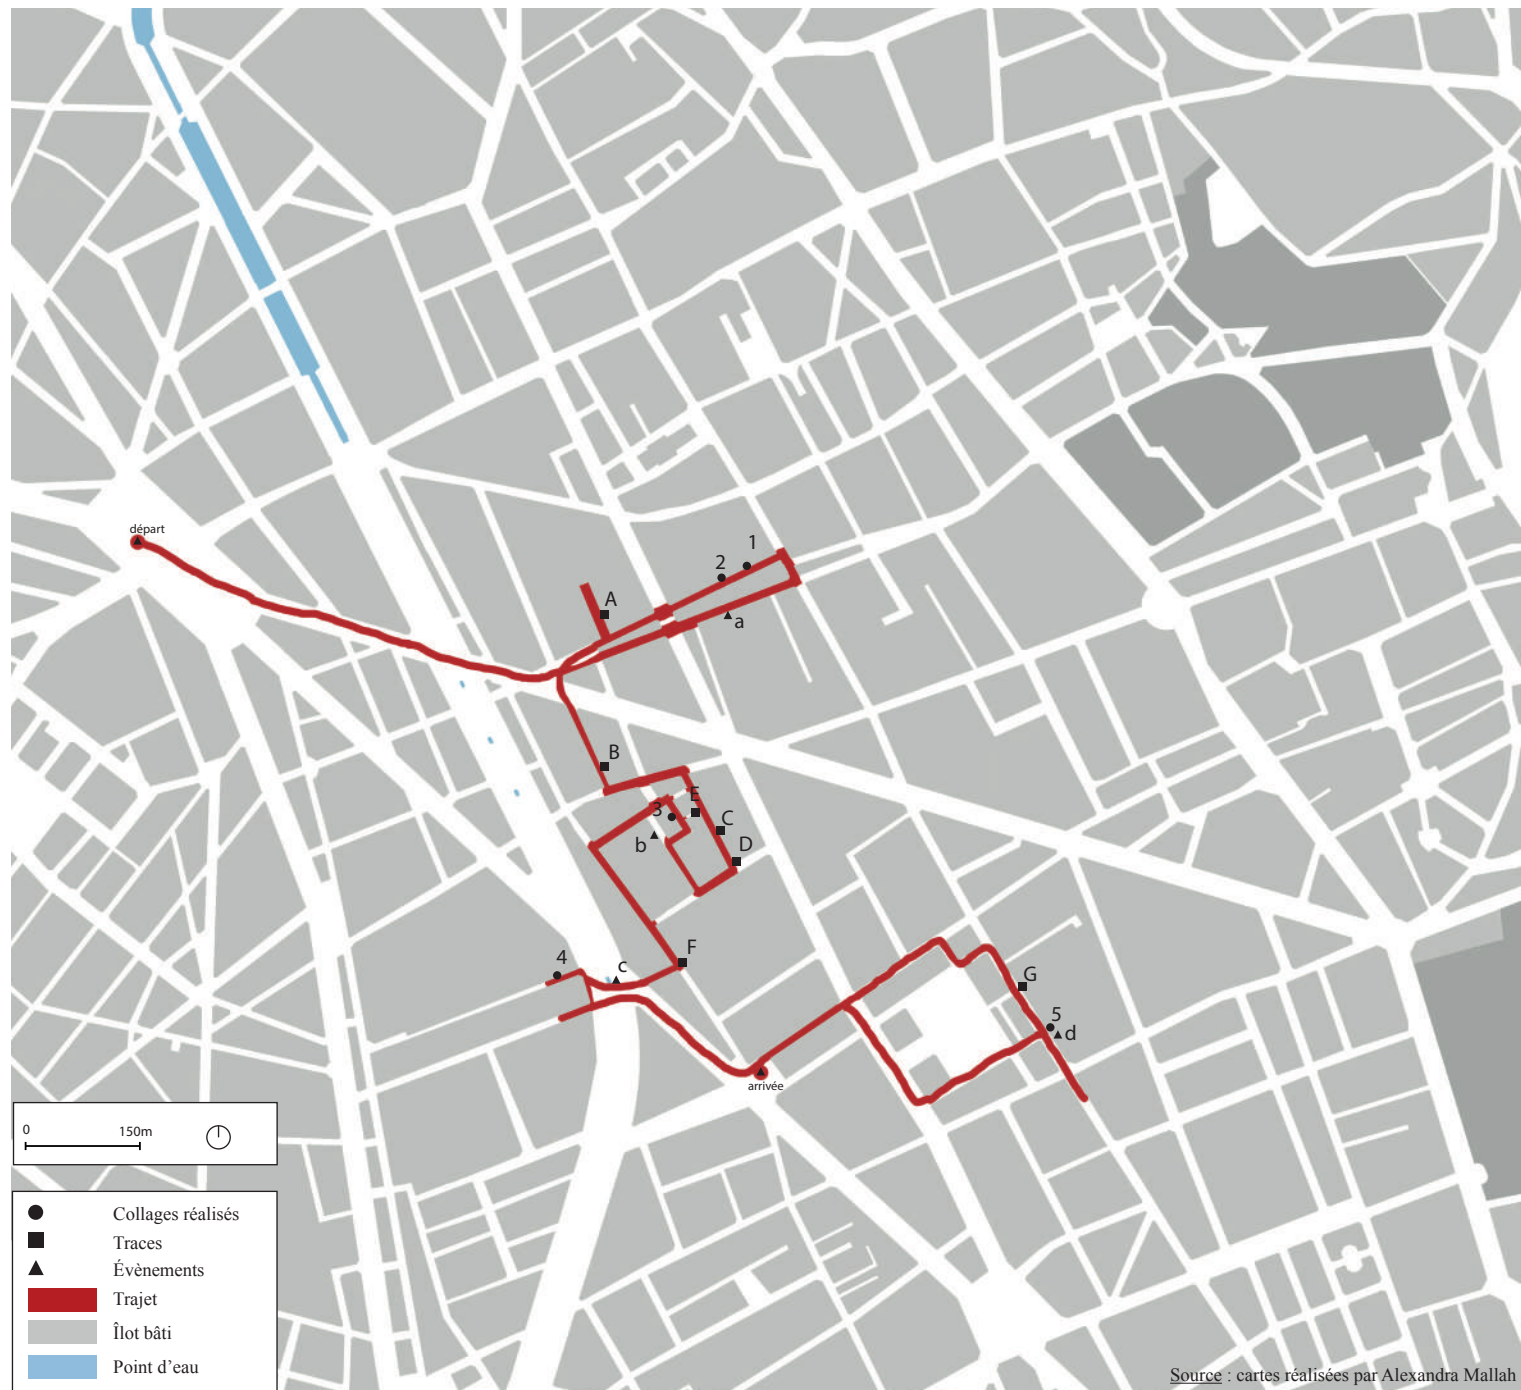 départ
1
2
A
a
B
E
3
C
b
D
F
4
c
G
5
d
arrivée
0 150m
Collages réalisés
Traces
Évènements
Trajet
Îlot bâti
Point d’eau
Source : cartes réalisées par Alexandra Mallah